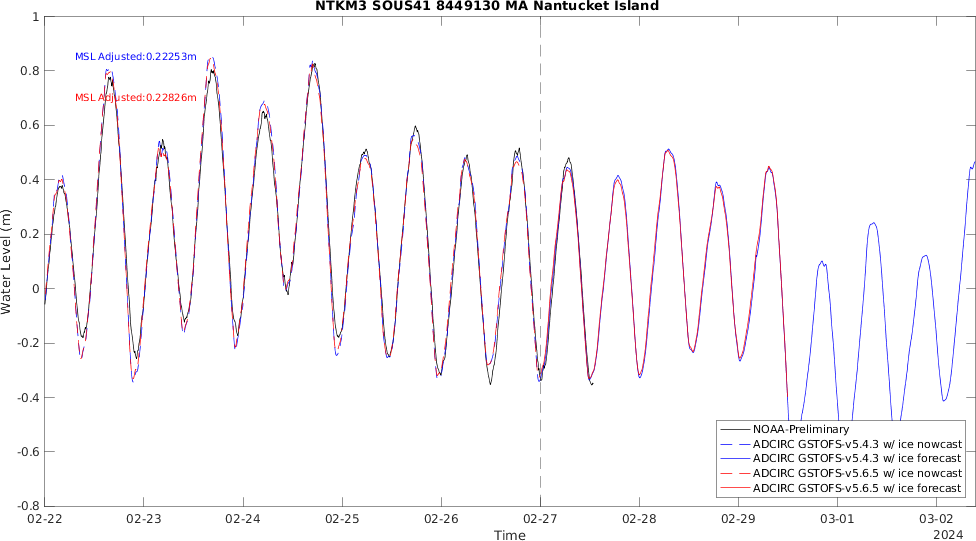 NTKM3 SOUS41 8449130 MA Nantucket Island
MSL Adjusted:0.22253m
MSL Adjusted:0.22826m
Water Level (m)
1
0.8
0.6
0.4
0.2
0
-0.2
-0.4
-0.6
-0.8
NOAA-Preliminary
ADCIRC GSTOFS-v5.4.3 w/ ice nowcast
ADCIRC GSTOFS-v5.4.3 w/ ice forecast
ADCIRC GSTOFS-v5.6.5 w/ ice nowcast
ADCIRC GSTOFS-v5.6.5 w/ ice forecast
02-22 02-23 02-24 02-25 02-26 02-27 02-28 02-29 03-01 03-02
Time
2024